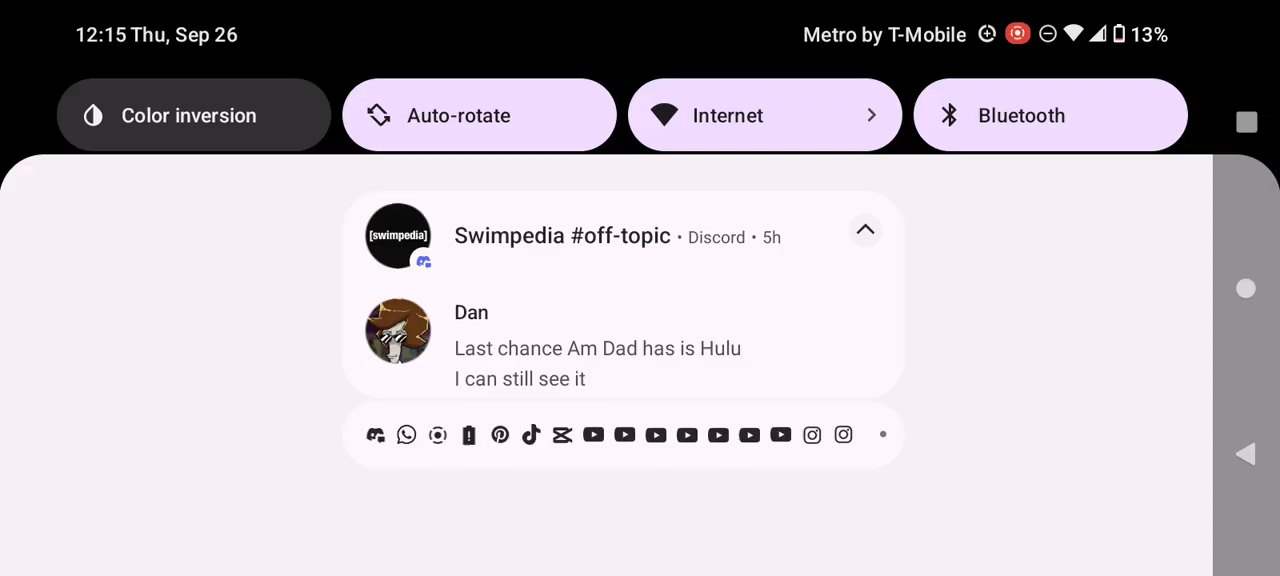 12:15 Thu, Sep 26
Metro by T-Mobile 13%
Color inversion
Auto-rotate
Internet
Bluetooth
[swimpedia]
Swimpedia #off-topic • Discord • 5h
Dan
Last chance Am Dad has is Hulu
I can still see it